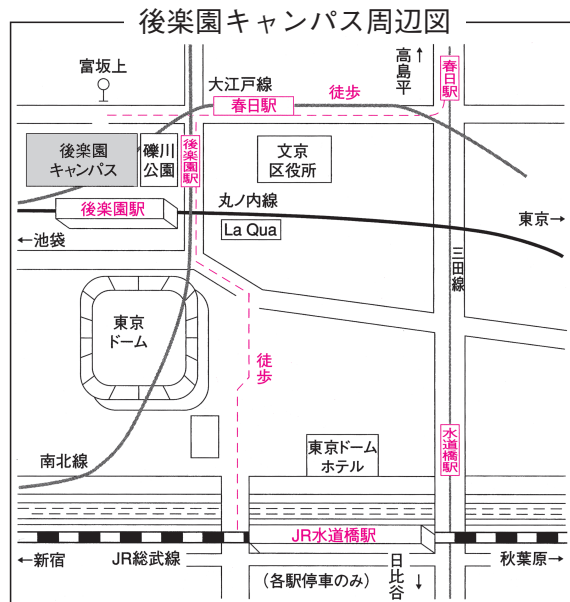 後楽園キャンパス周辺図
富坂上
大江戸線
春日駅
徒歩
高島平
↑
春日駅
後楽園
キャンパス
礫川
公園
後楽園駅
文京
区役所
後楽園駅
丸ノ内線
La Qua
東京→
←池袋
三田線
東京
ドーム
徒歩
南北線
東京ドーム
ホテル
水道橋駅
JR水道橋駅
←新宿
JR総武線
(各駅停車のみ)
日比谷
↓
秋葉原→